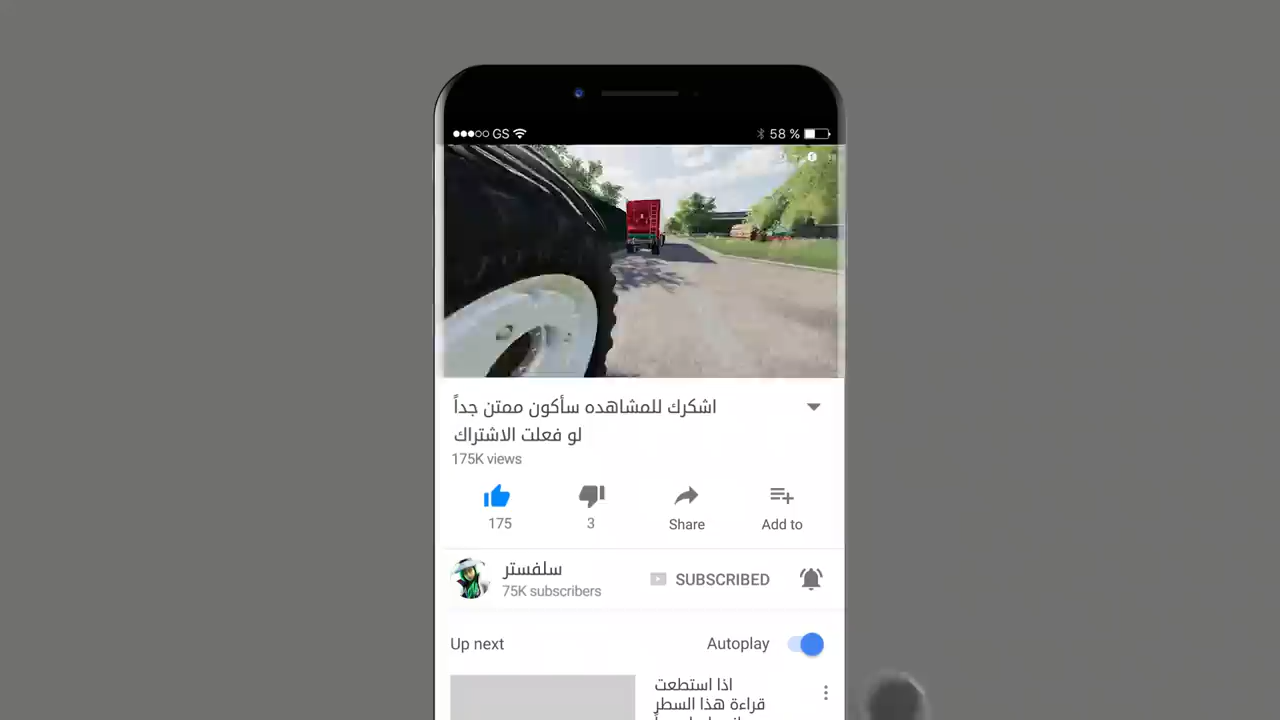 GS
58 %
اشكرك للمشاهده سأكون ممتن جداً
لو فعلت الاشتراك
175K views
175
3
Share
Add to
سلفستر
75K subscribers
SUBSCRIBED
Up next
Autoplay
اذا استطعت
قراءة هذا السطر